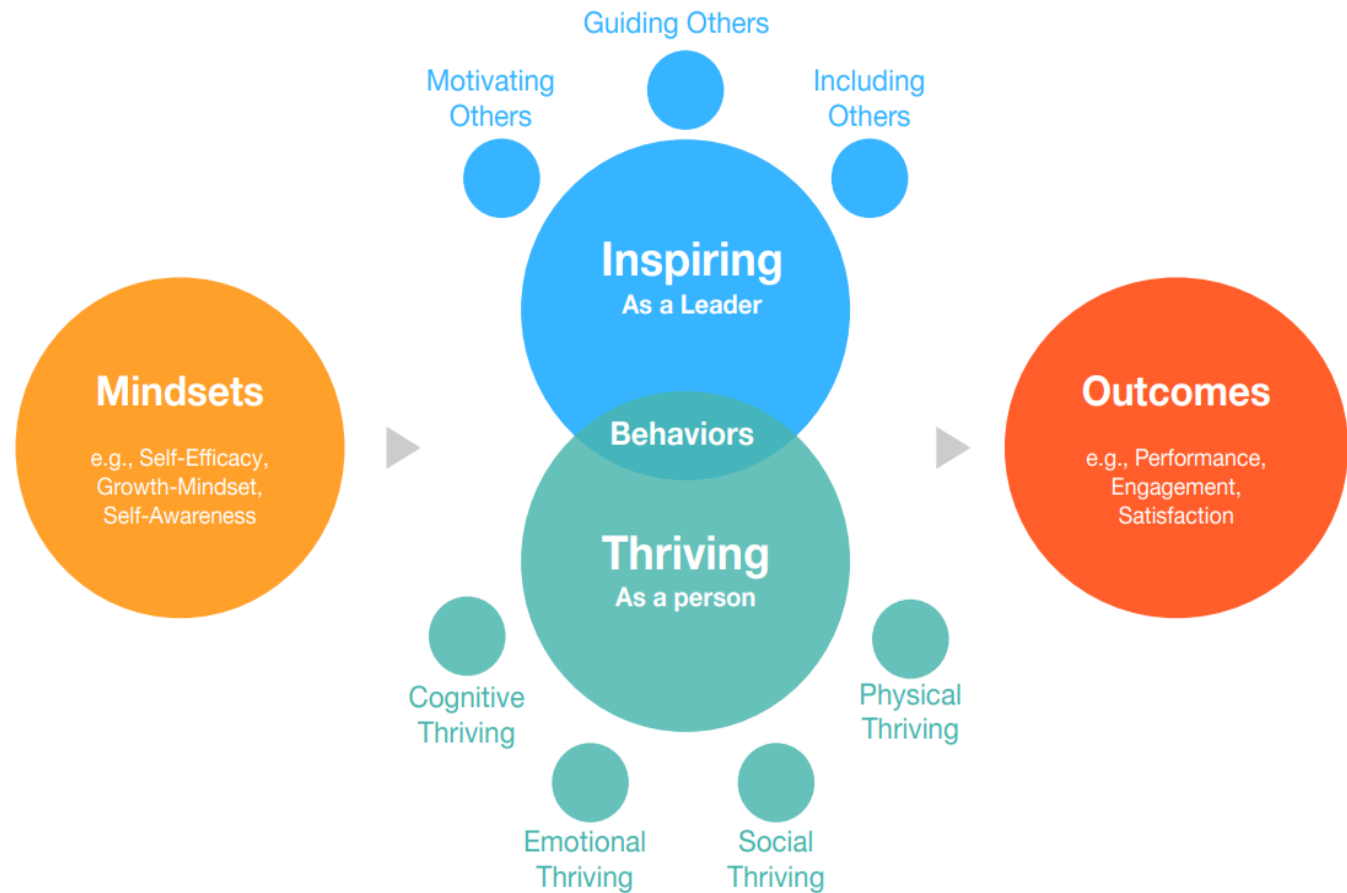 Guiding Others
Motivating
Others
Including
Others
Inspiring
As a Leader
Mindsets
e.g., Self-Efficacy,
Growth-Mindset,
Self-Awareness
Behaviors
Outcomes
e.g., Performance,
Engagement,
Satisfaction
Thriving
As a person
Cognitive
Thriving
Physical
Thriving
Emotional
Thriving
Social
Thriving